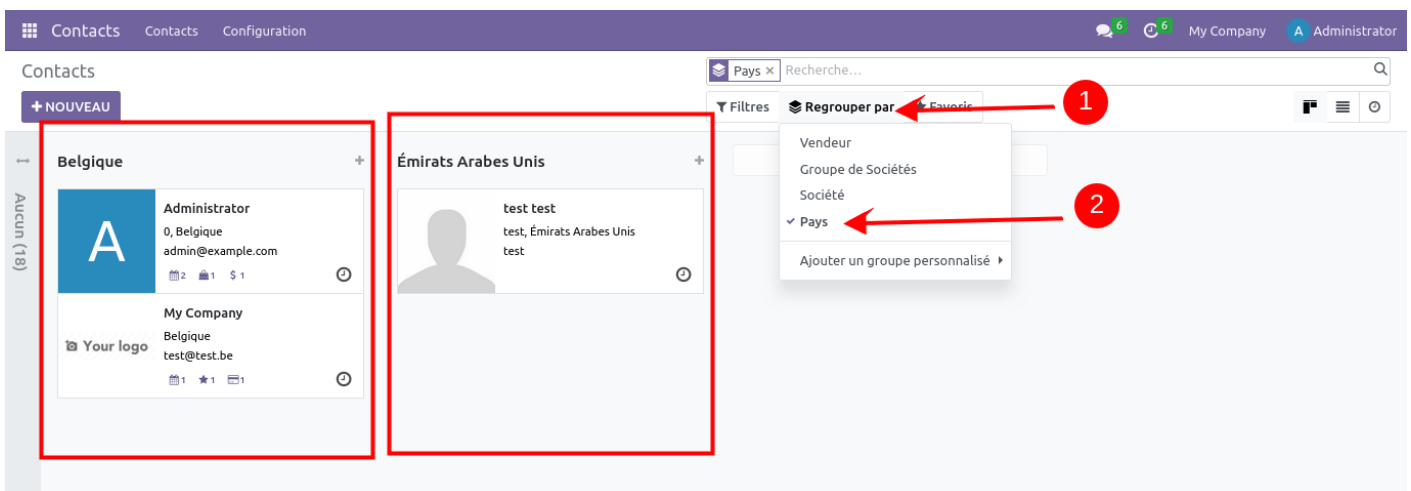 Contacts Contacts Configuration 6 6 My Company A Administrator
Contacts Pays × Recherche...
+ NOUVEAU Filtres Regrouper par Favoris 1
Aucun (18)
Belgique +
A
Administrator
0, Belgique
admin@example.com
2 1 $ 1
Your logo
My Company
Belgique
test@test.be
1 1 1
Émirats Arabes Unis +
test test
test, Émirats Arabes Unis
test
Vendeur
Groupe de Sociétés
Société
Pays 2
Ajouter un groupe personnalisé